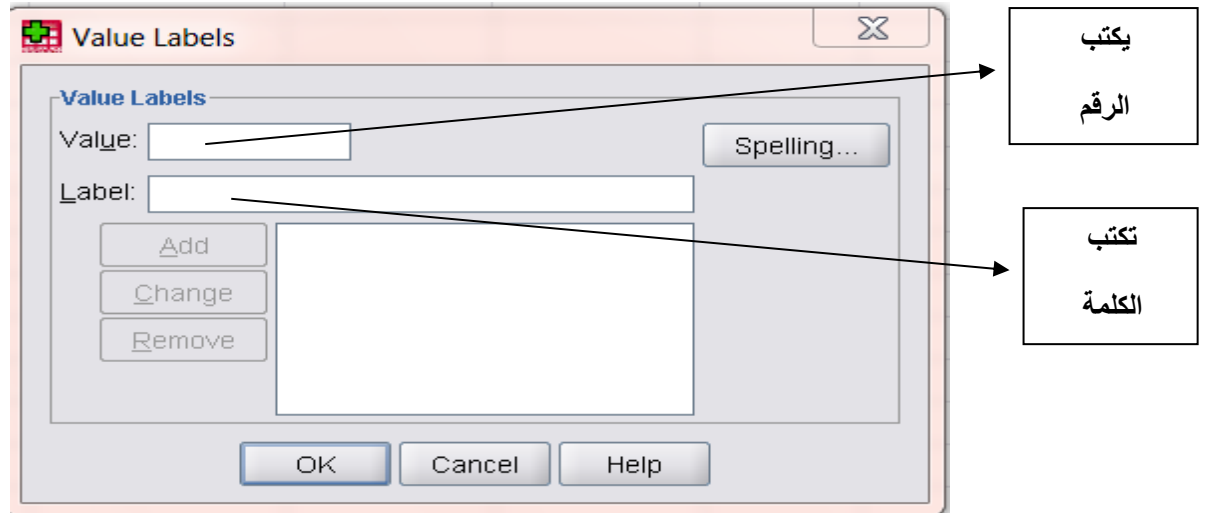 Value Labels
Value Labels
Value:
Spelling...
Label:
Add
Change
Remove
OK
Cancel
Help
يكتب
الرقم
تكتب
الكلمة